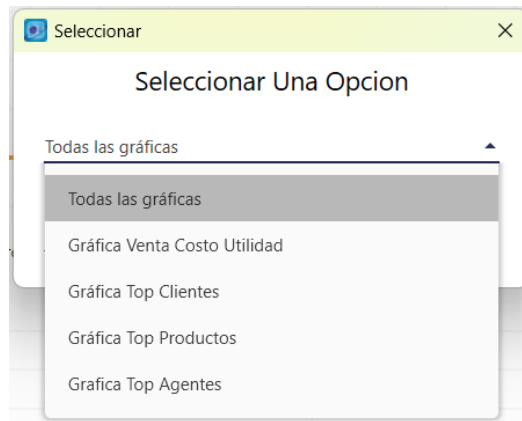 Seleccionar
Seleccionar Una Opcion
Todas las gráficas
Todas las gráficas
Gráfica Venta Costo Utilidad
Gráfica Top Clientes
Gráfica Top Productos
Grafica Top Agentes